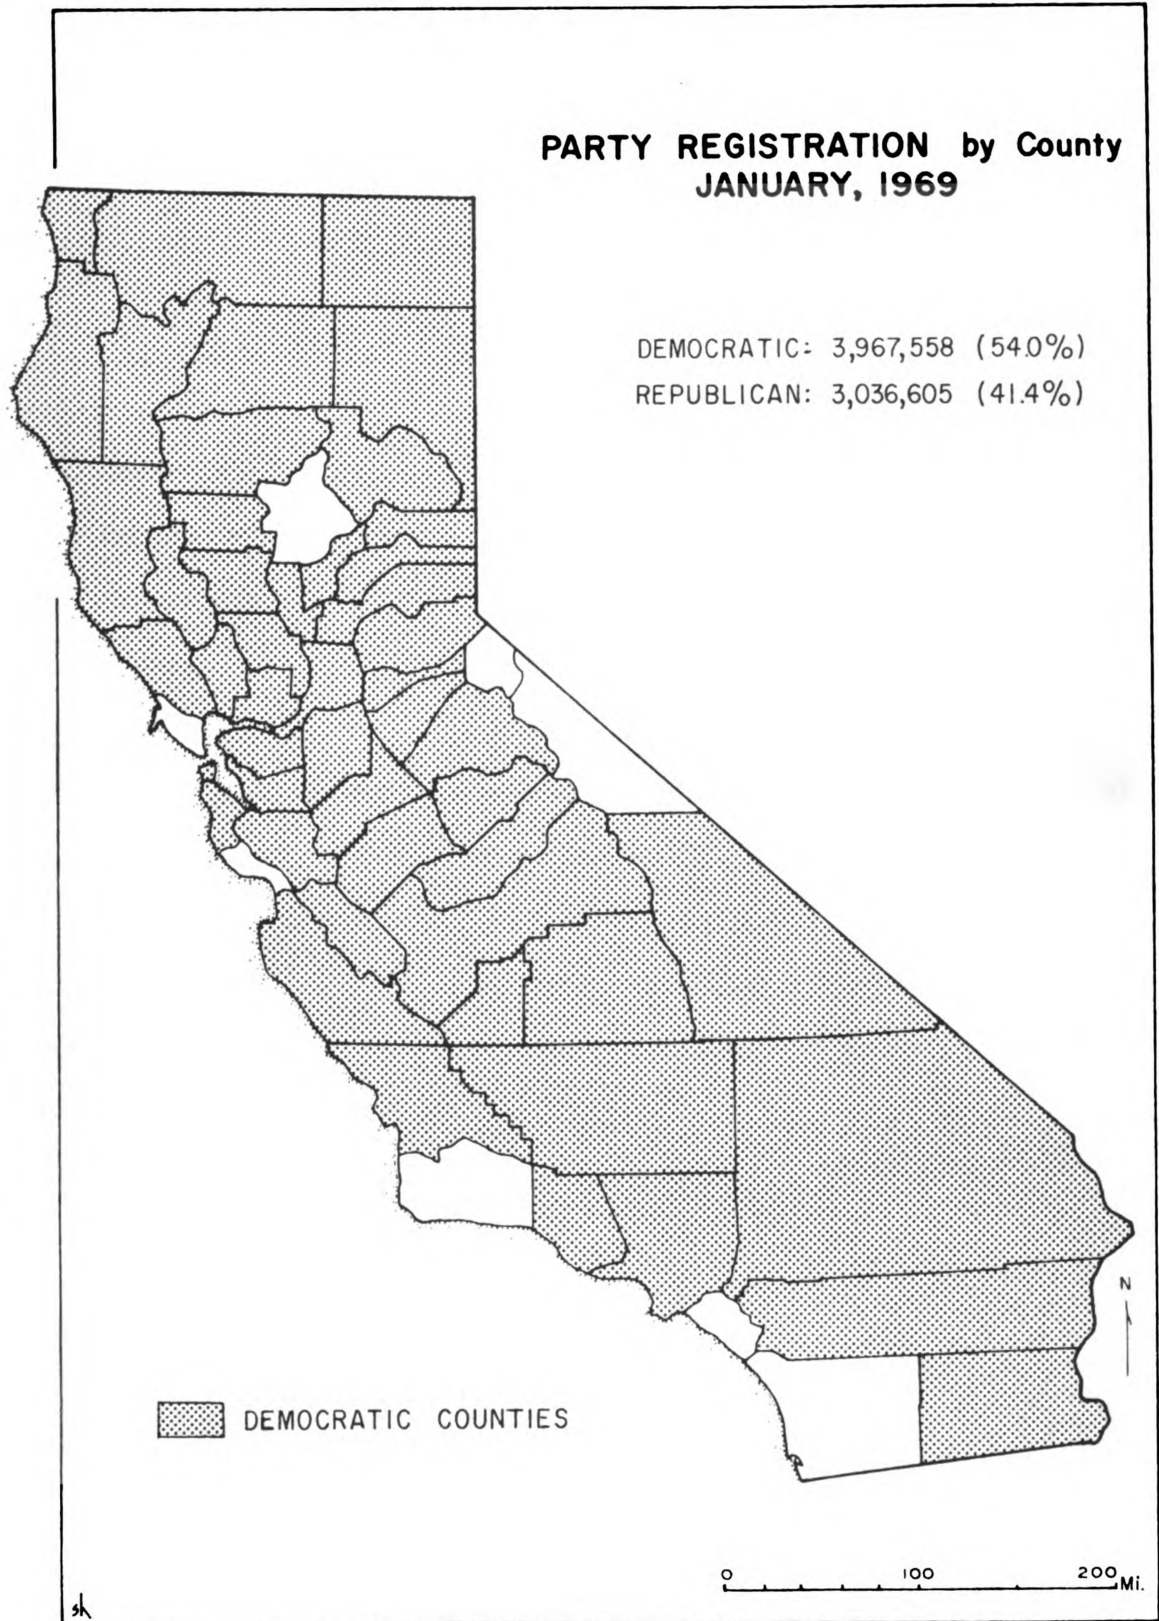 PARTY REGISTRATION by County
JANUARY, 1969
DEMOCRATIC: 3,967,558 (54.0%)
REPUBLICAN: 3,036,605 (41.4%)
N
DEMOCRATIC COUNTIES
0 100 200 Mi.
sh